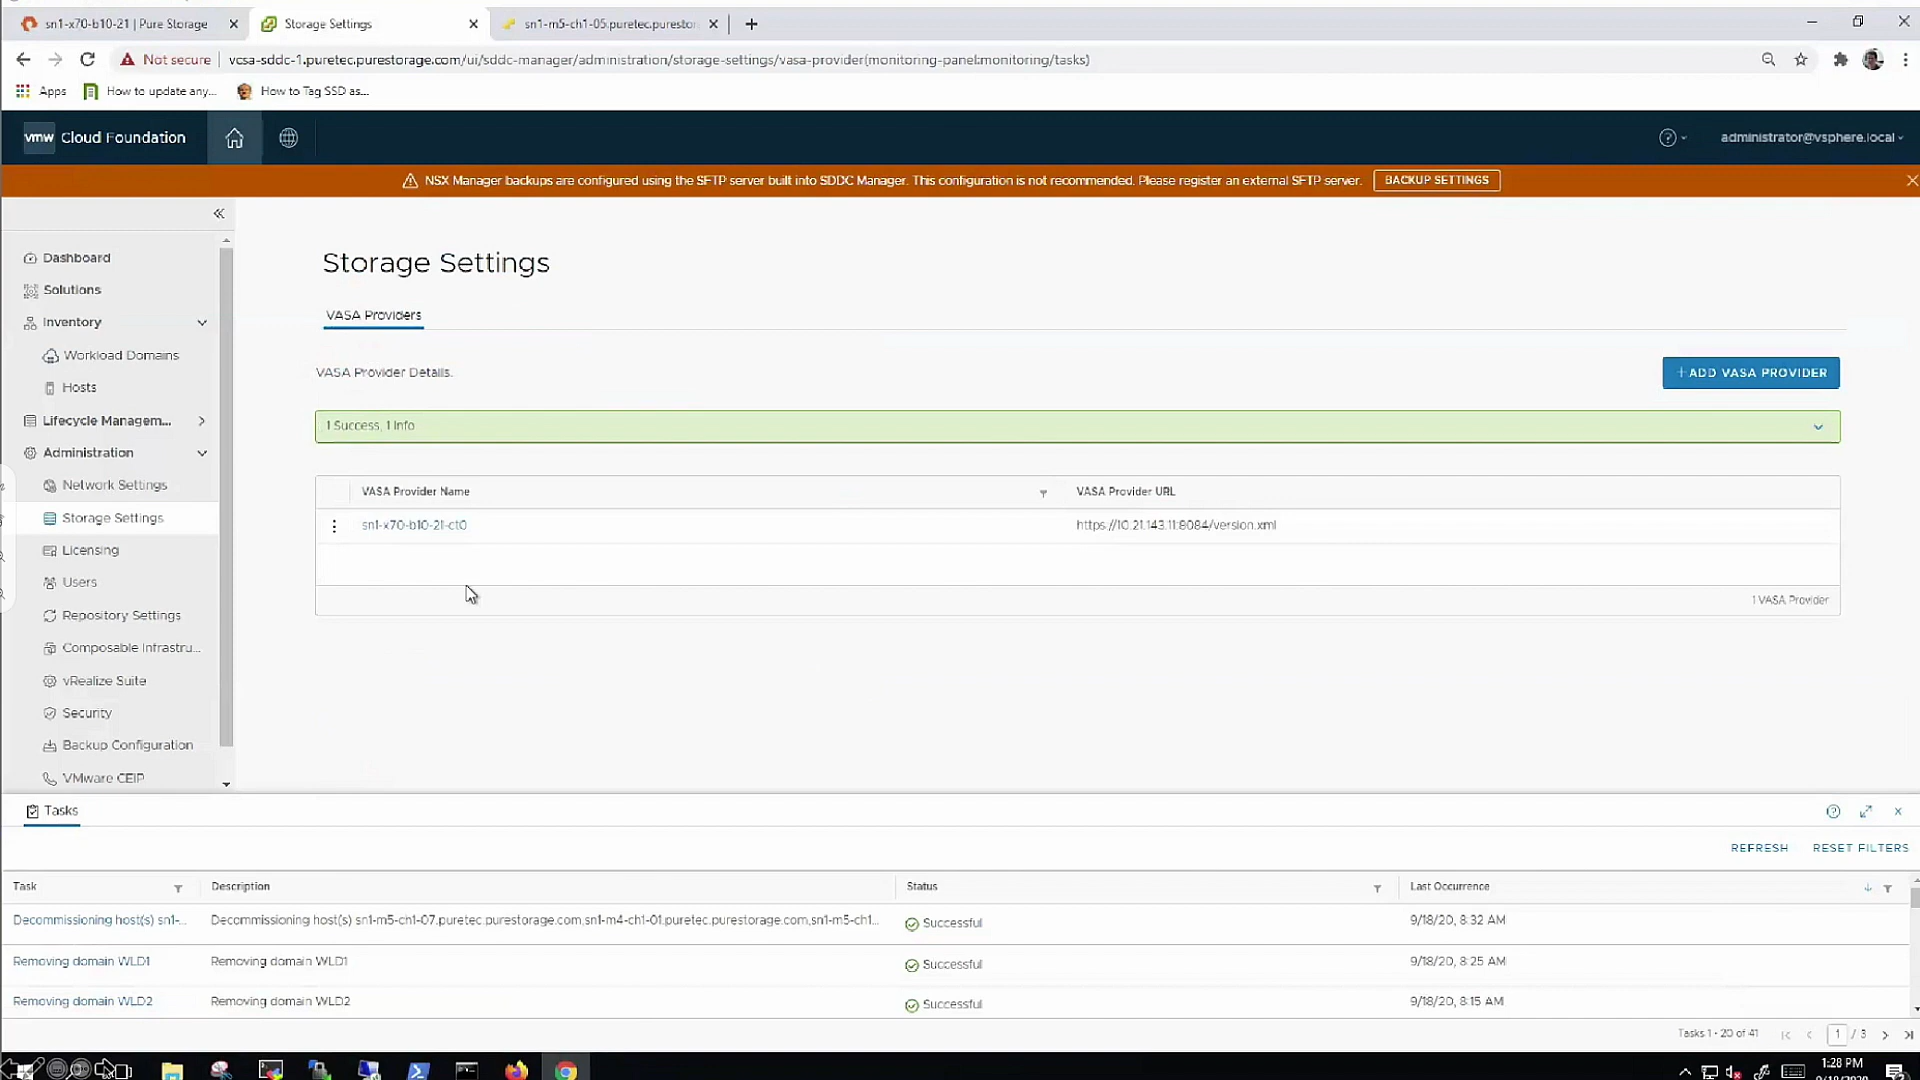 sn1-x70-b10-21 | Pure Storage
Storage Settings
sn1-m5-ch1-05.puretec.purestor
Not secure
vcsa-sddc-1.puretec.purestorage.com/ui/sddc-manager/administration/storage-settings/vasa-provider(monitoring-panel:monitoring/tasks)
Apps
How to update any...
How to Tag SSD as...
vmw Cloud Foundation
administrator@vsphere.local
NSX Manager backups are configured using the SFTP server built into SDDC Manager. This configuration is not recommended. Please register an external SFTP server.
BACKUP SETTINGS
Dashboard
Solutions
Inventory
Workload Domains
Hosts
Lifecycle Managem...
Administration
Network Settings
Storage Settings
Licensing
Users
Repository Settings
Composable Infrastru...
vRealize Suite
Security
Backup Configuration
VMware CEIP
Storage Settings
VASA Providers
VASA Provider Details.
+ ADD VASA PROVIDER
1 Success, 1 Info
VASA Provider Name
VASA Provider URL
sn1-x70-b10-21-ct0
https://10.21.143.11:8084/version.xml
1 VASA Provider
Tasks
REFRESH
RESET FILTERS
Task
Description
Status
Last Occurrence
Decommissioning host(s) sn1-...
Decommissioning host(s) sn1-m5-ch1-07.puretec.purestorage.com,sn1-m4-ch1-01.puretec.purestorage.com,sn1-m5-ch1...
Successful
9/18/20, 8:32 AM
Removing domain WLD1
Removing domain WLD1
Successful
9/18/20, 8:25 AM
Removing domain WLD2
Removing domain WLD2
Successful
9/18/20, 8:15 AM
Tasks 1 - 20 of 41
1 / 3
1:28 PM